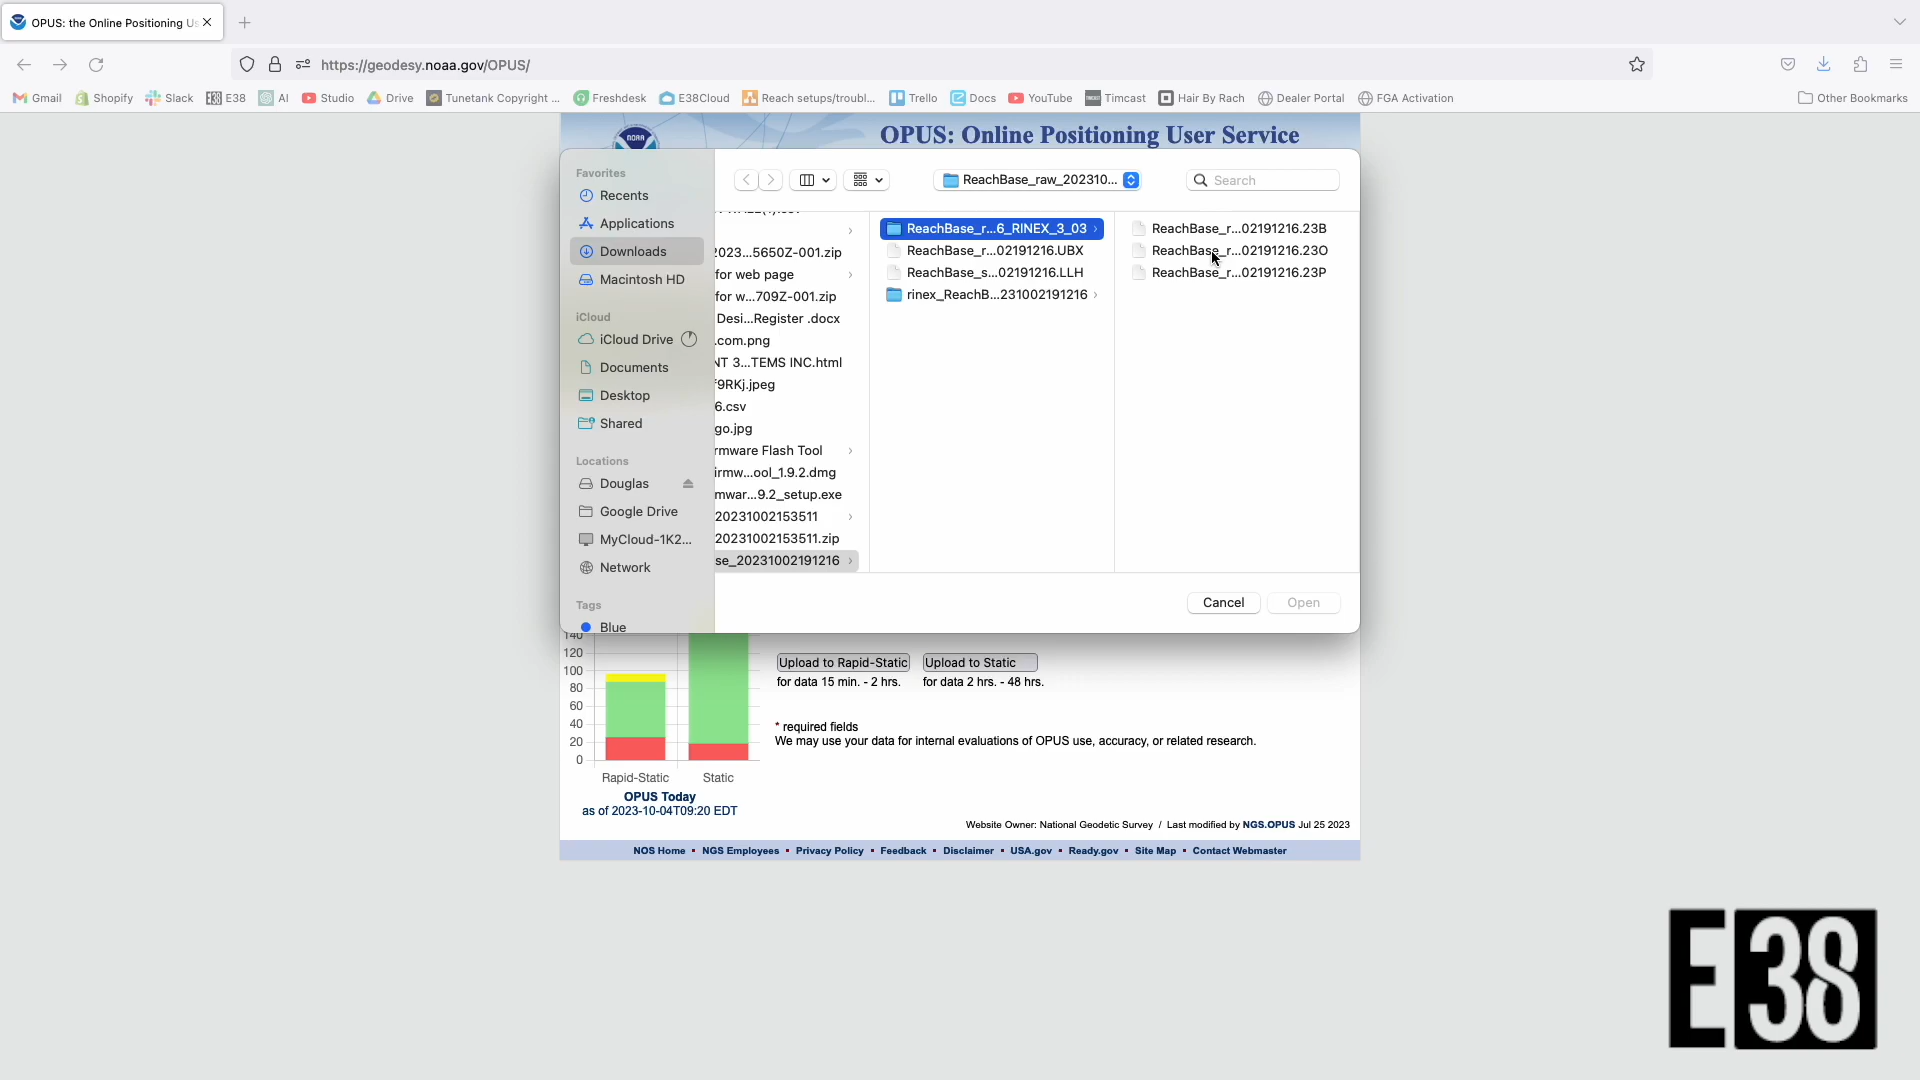 OPUS: the Online Positioning Us
https://geodesy.noaa.gov/OPUS/
Gmail
Shopify
Slack
E38
AI
Studio
Drive
Tunetank Copyright ...
Freshdesk
E38Cloud
Reach setups/troubl...
Trello
Docs
YouTube
Timcast
Hair By Rach
Dealer Portal
FGA Activation
Other Bookmarks
NOAA
OPUS: Online Positioning User Service
Favorites
Recents
Applications
Downloads
Macintosh HD
iCloud
iCloud Drive
Documents
Desktop
Shared
Locations
Douglas
Google Drive
MyCloud-1K2...
Network
Tags
Blue
ReachBase_raw_202310...
Search
2023...5650Z-001.zip
for web page
for w...709Z-001.zip
Desi...Register .docx
.com.png
NT 3...TEMS INC.html
f9RKj.jpeg
6.csv
go.jpg
rmware Flash Tool
irmw...ool_1.9.2.dmg
mwar...9.2_setup.exe
20231002153511
20231002153511.zip
se_20231002191216
ReachBase_r...6_RINEX_3_03
ReachBase_r...02191216.UBX
ReachBase_s...02191216.LLH
rinex_ReachB...231002191216
ReachBase_r...02191216.23B
ReachBase_r...02191216.23O
ReachBase_r...02191216.23P
Cancel
Open
140
120
100
80
60
40
20
0
Rapid-Static
Static
OPUS Today
as of 2023-10-04T09:20 EDT
Upload to Rapid-Static
Upload to Static
for data 15 min. - 2 hrs.
for data 2 hrs. - 48 hrs.
* required fields
We may use your data for internal evaluations of OPUS use, accuracy, or related research.
Website Owner: National Geodetic Survey / Last modified by NGS.OPUS Jul 25 2023
NOS Home • NGS Employees • Privacy Policy • Feedback • Disclaimer • USA.gov • Ready.gov • Site Map • Contact Webmaster
E38